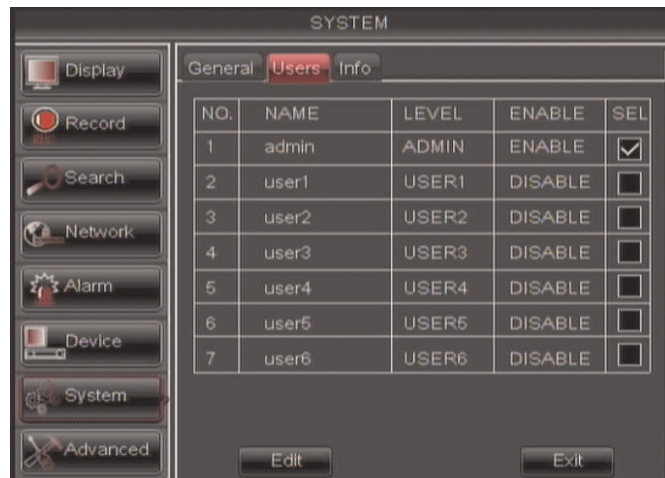 SYSTEM
Display
Record
Search
Network
Alarm
Device
System
Advanced
General Users Info
NO. NAME LEVEL ENABLE SEL
1 admin ADMIN ENABLE
2 user1 USER1 DISABLE
3 user2 USER2 DISABLE
4 user3 USER3 DISABLE
5 user4 USER4 DISABLE
6 user5 USER5 DISABLE
7 user6 USER6 DISABLE
Edit Exit